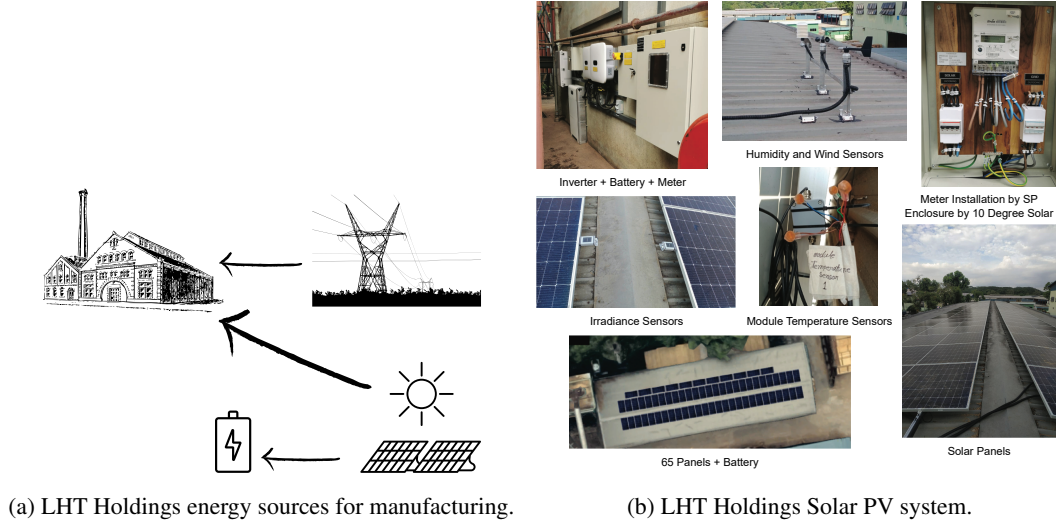 Inverter + Battery + Meter
Humidity and Wind Sensors
Meter Installation by SP
Enclosure by 10 Degree Solar
Irradiance Sensors
module
Temperature
Sensor
1
Module Temperature Sensors
65 Panels + Battery
Solar Panels
(a) LHT Holdings energy sources for manufacturing.
(b) LHT Holdings Solar PV system.